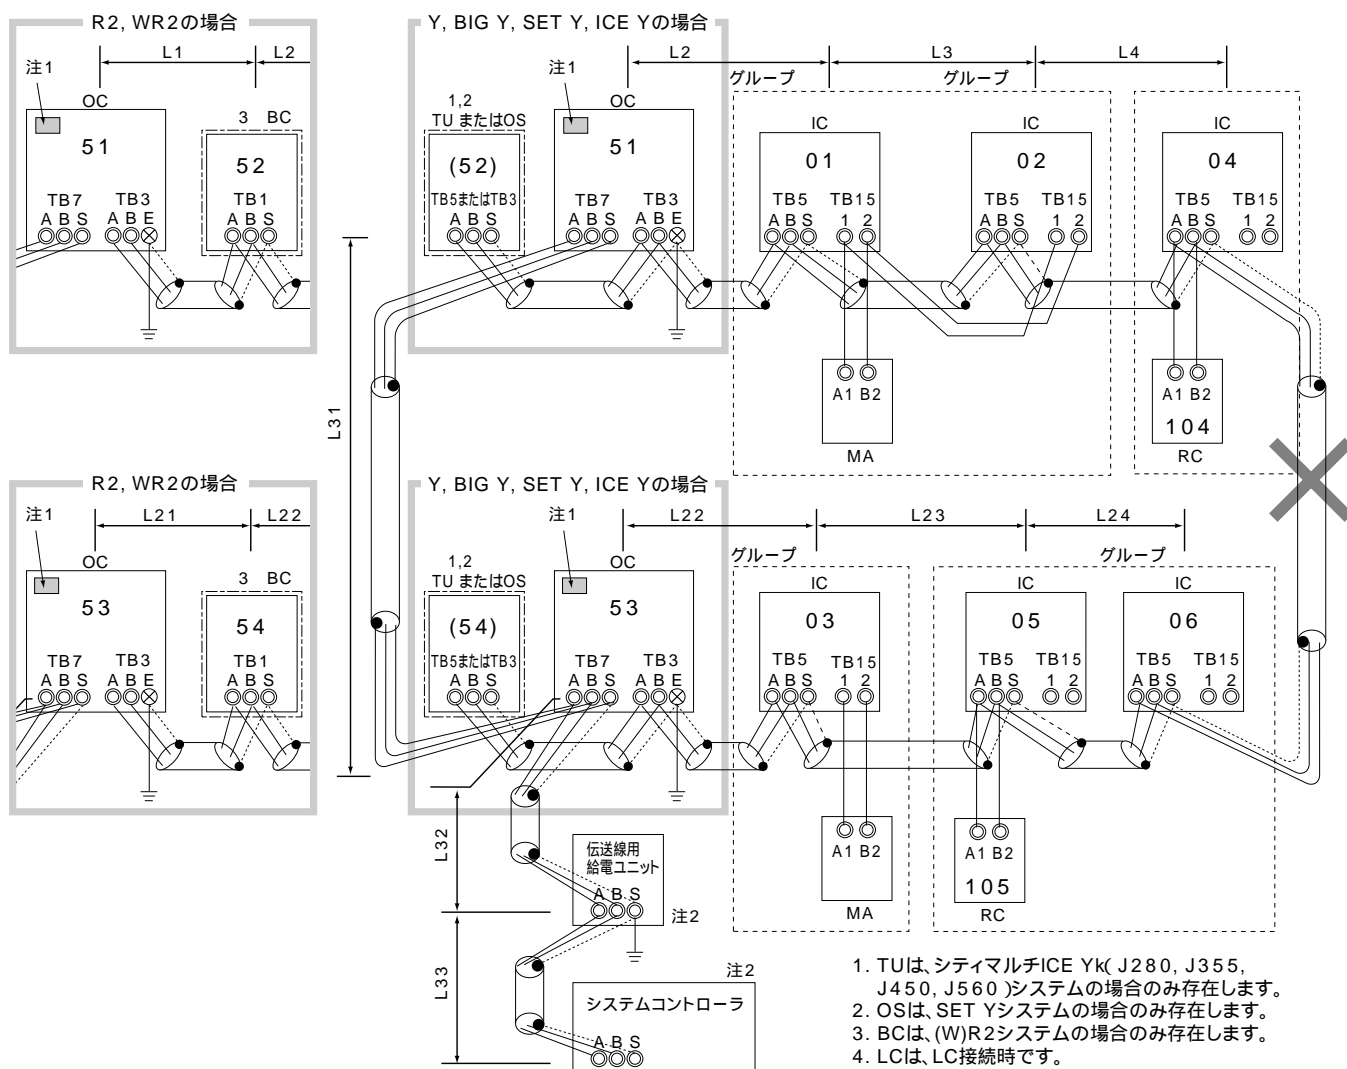 R2, WR2の場合
L1
L2
注1
OC
51
TB7
TB3
A B S
A B E
3 BC
52
TB1
A B S
Y, BIG Y, SET Y, ICE Yの場合
L2
L3
L4
注1
1,2
TU またはOS
(52)
TB5またはTB3
A B S
OC
51
TB7
TB3
A B S
A B E
グループ
グループ
IC
01
TB5
TB15
A B S
1 2
IC
02
TB5
TB15
A B S
1 2
IC
04
TB5
TB15
A B S
1 2
A1 B2
MA
A1 B2
104
RC
L31
R2, WR2の場合
L21
L22
注1
OC
53
TB7
TB3
A B S
A B E
3 BC
54
TB1
A B S
Y, BIG Y, SET Y, ICE Yの場合
L22
L23
L24
注1
1,2
TU またはOS
(54)
TB5またはTB3
A B S
OC
53
TB7
TB3
A B S
A B E
グループ
グループ
IC
03
TB5
TB15
A B S
1 2
IC
05
TB5
TB15
A B S
1 2
IC
06
TB5
TB15
A B S
1 2
A1 B2
MA
A1 B2
105
RC
L32
伝送線用
給電ユニット
A B S
注2
L33
注2
システムコントローラ
A B S
1. TUは、シティマルチICE Yk( J280, J355,
J450, J560 )システムの場合のみ存在します。
2. OSは、SET Yシステムの場合のみ存在します。
3. BCは、(W)R2システムの場合のみ存在します。
4. LCは、LC接続時です。